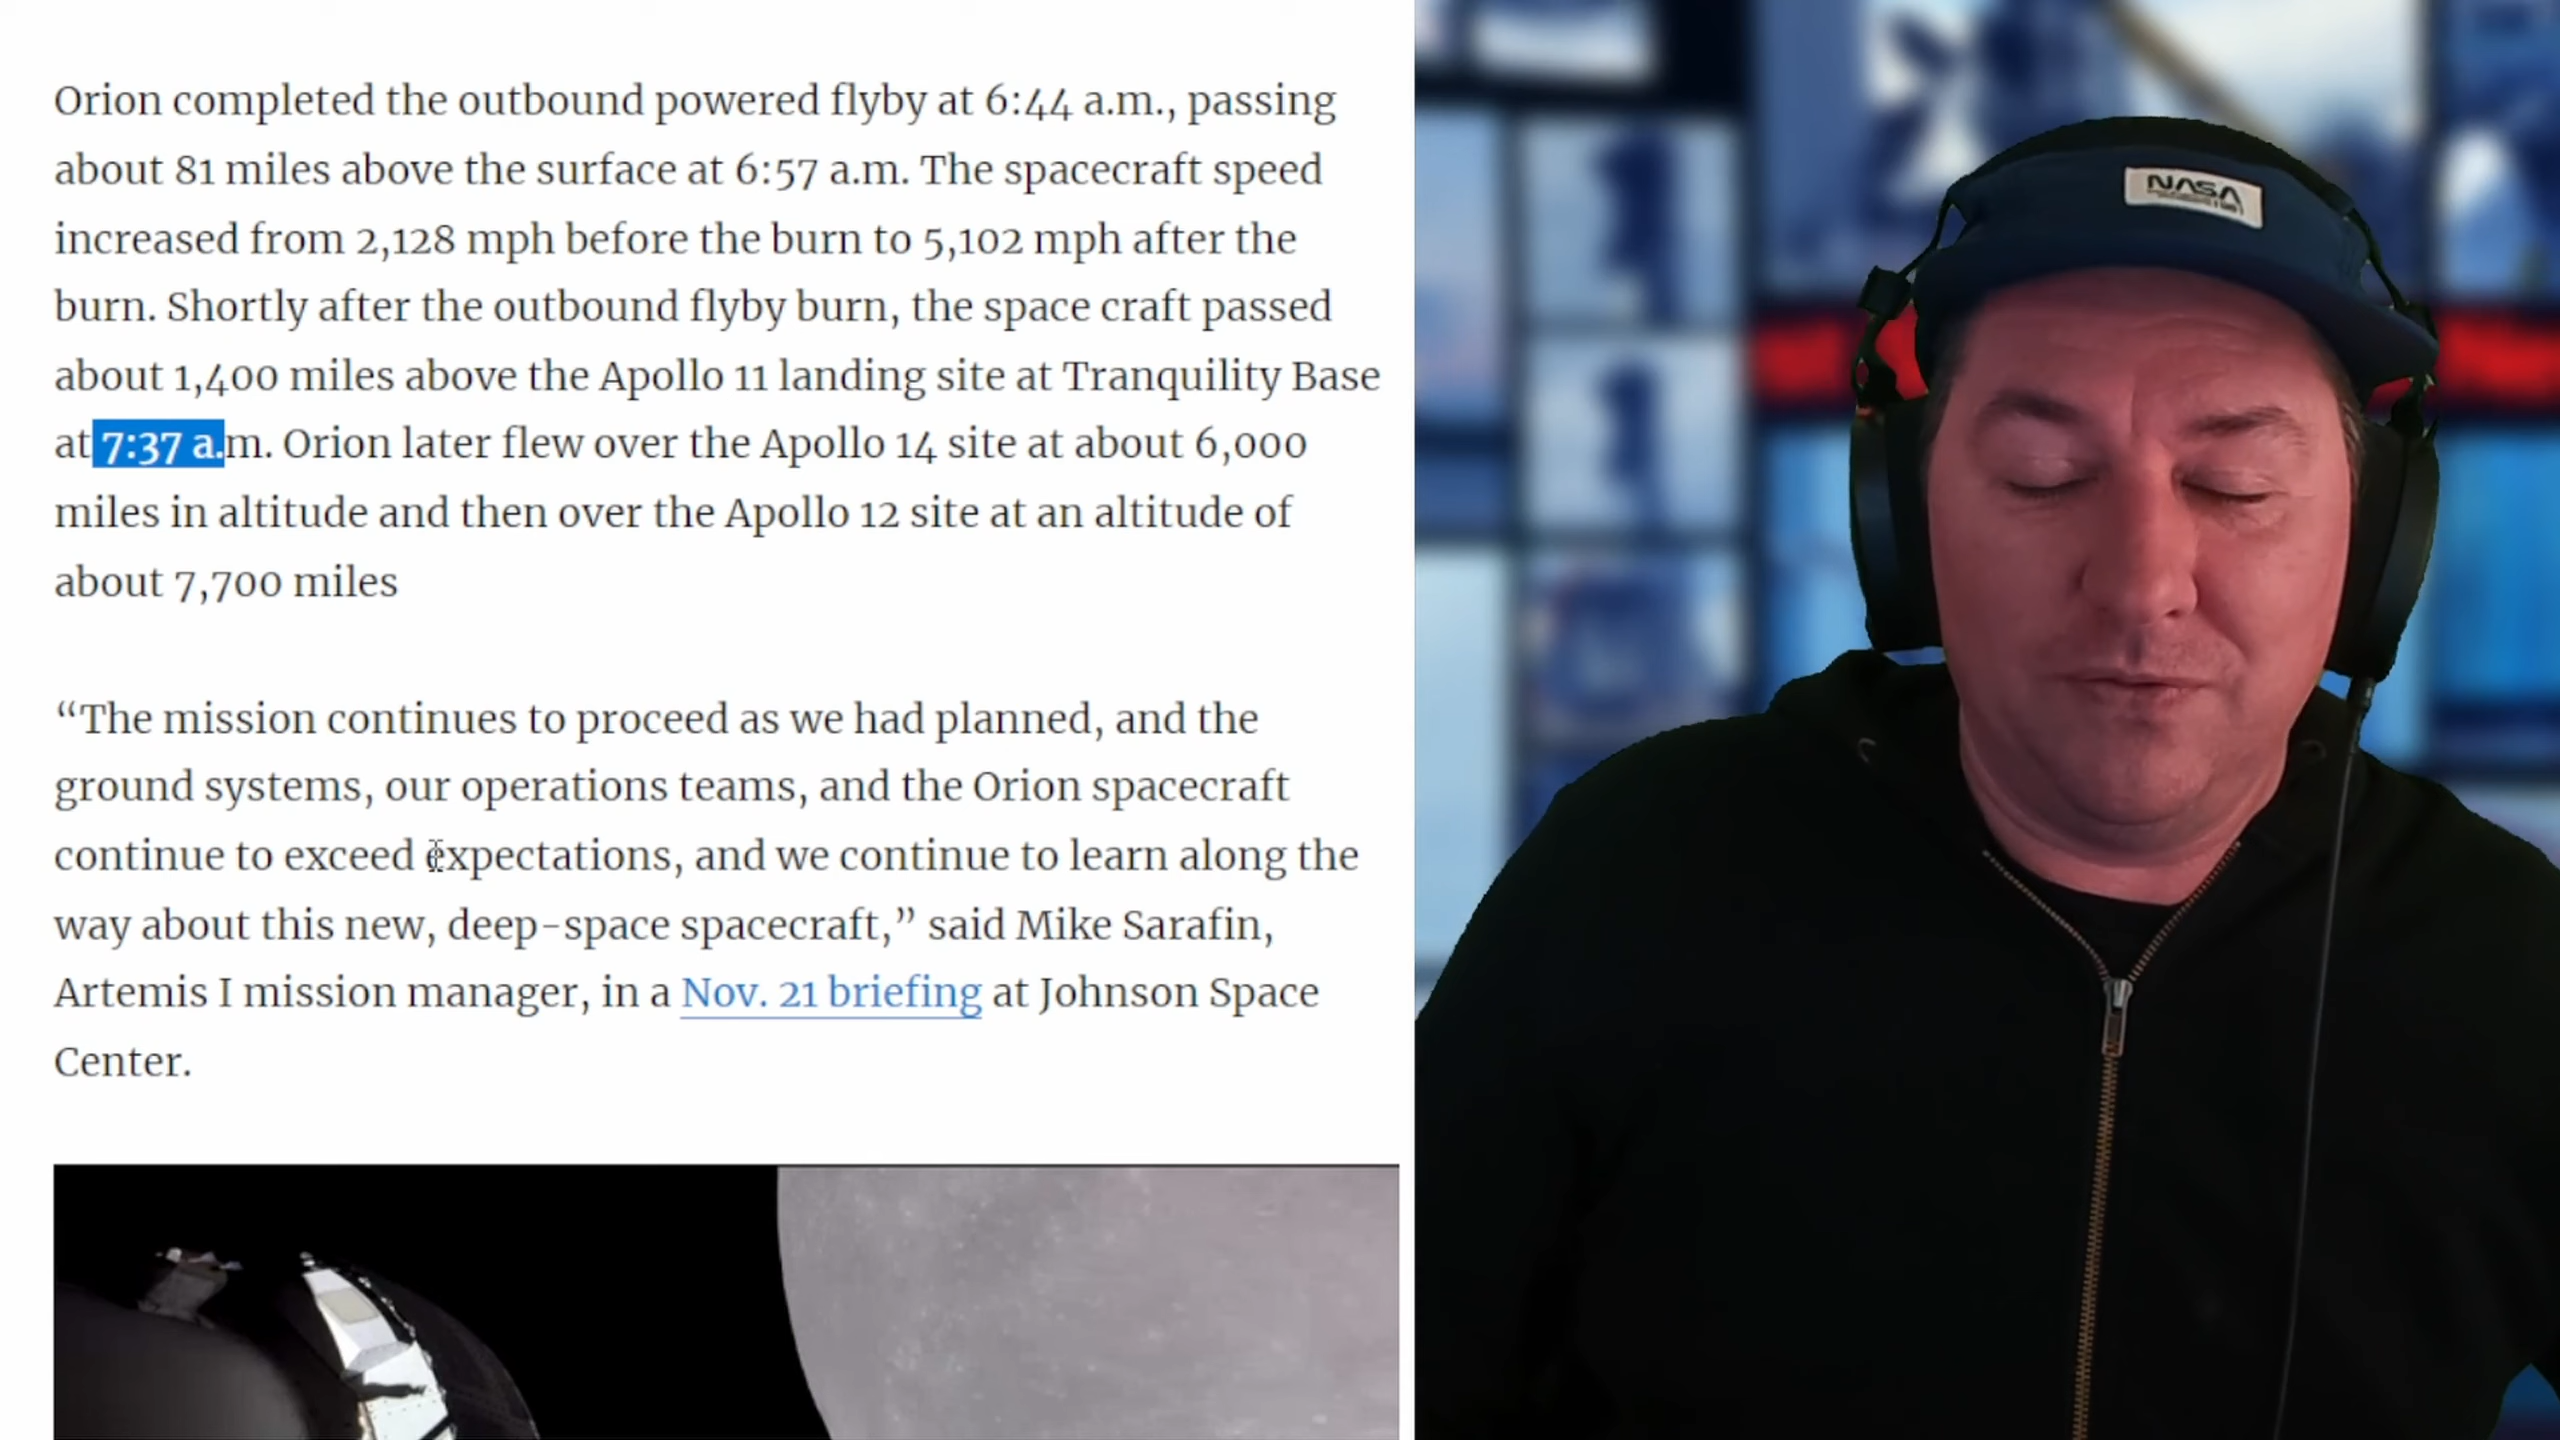 Orion completed the outbound powered flyby at 6:44 a.m., passing
about 81 miles above the surface at 6:57 a.m. The spacecraft speed
increased from 2,128 mph before the burn to 5,102 mph after the
burn. Shortly after the outbound flyby burn, the space craft passed
about 1,400 miles above the Apollo 11 landing site at Tranquility Base
at 7:37 a.m. Orion later flew over the Apollo 14 site at about 6,000
miles in altitude and then over the Apollo 12 site at an altitude of
about 7,700 miles
“The mission continues to proceed as we had planned, and the
ground systems, our operations teams, and the Orion spacecraft
continue to exceed expectations, and we continue to learn along the
way about this new, deep-space spacecraft,” said Mike Sarafin,
Artemis I mission manager, in a Nov. 21 briefing at Johnson Space
Center.
NASA